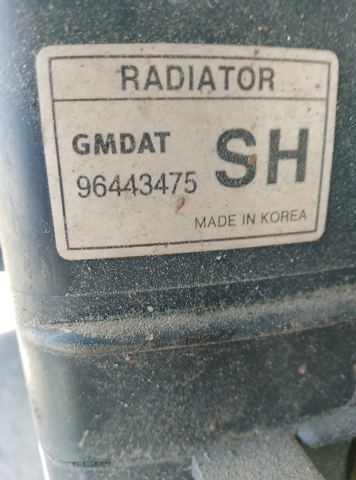 RADIATOR
GMDAT
96443475
SH
MADE IN KOREA